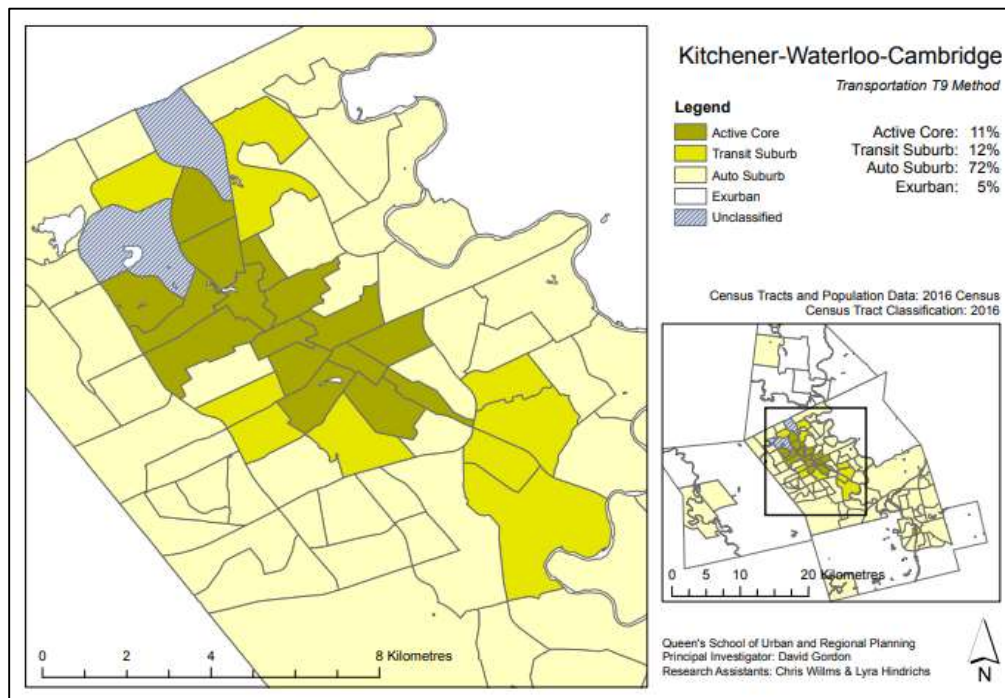 Kitchener-Waterloo-Cambridge
Transportation T9 Method
Legend
Active Core
Transit Suburb
Auto Suburb
Exurban
Unclassified
Active Core: 11%
Transit Suburb: 12%
Auto Suburb: 72%
Exurban: 5%
Census Tracts and Population Data: 2016 Census
Census Tract Classification: 2016
0 5 10 20 Kilometres
0 2 4 8 Kilometres
Queen's School of Urban and Regional Planning
Principal Investigator: David Gordon
Research Assistants: Chris Willms & Lyra Hindrichs
N